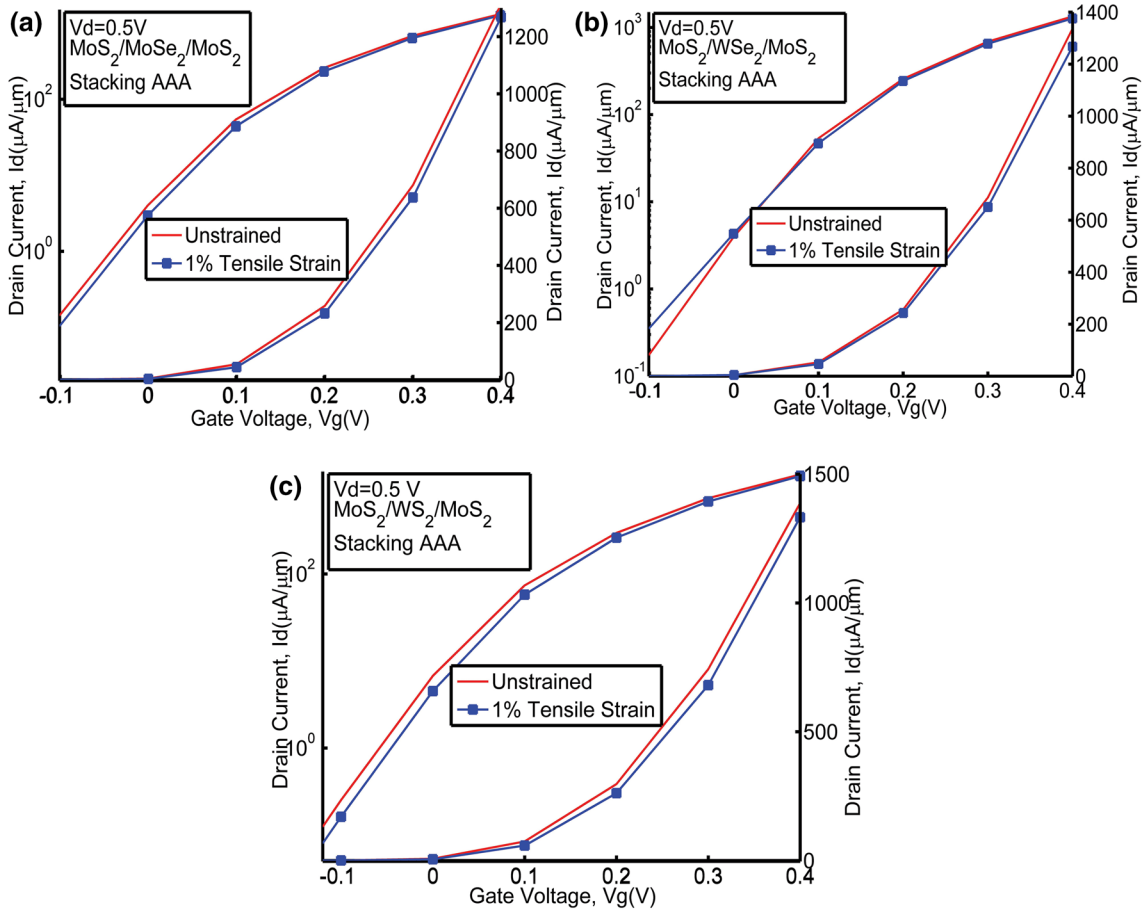 (a)
Vd=0.5V
MoS2/MoSe2/MoS2
Stacking AAA
Drain Current, Id(μA/μm)
10^2
10^0
Unstrained
1% Tensile Strain
1200
1000
800
600
400
200
0
Drain Current, Id(μA/μm)
-0.1 0 0.1 0.2 0.3 0.4
Gate Voltage, Vg(V)
(b)
Vd=0.5V
MoS2/WSe2/MoS2
Stacking AAA
Drain Current, Id(μA/μm)
10^3
10^2
10^1
10^0
10^-1
Unstrained
1% Tensile Strain
1400
1200
1000
800
600
400
200
0
Drain Current, Id(μA/μm)
-0.1 0 0.1 0.2 0.3 0.4
Gate Voltage, Vg(V)
(c)
Vd=0.5 V
MoS2/WS2/MoS2
Stacking AAA
Drain Current, Id(μA/μm)
10^2
10^0
Unstrained
1% Tensile Strain
1500
1000
500
0
Drain Current, Id(μA/μm)
-0.1 0 0.1 0.2 0.3 0.4
Gate Voltage, Vg(V)